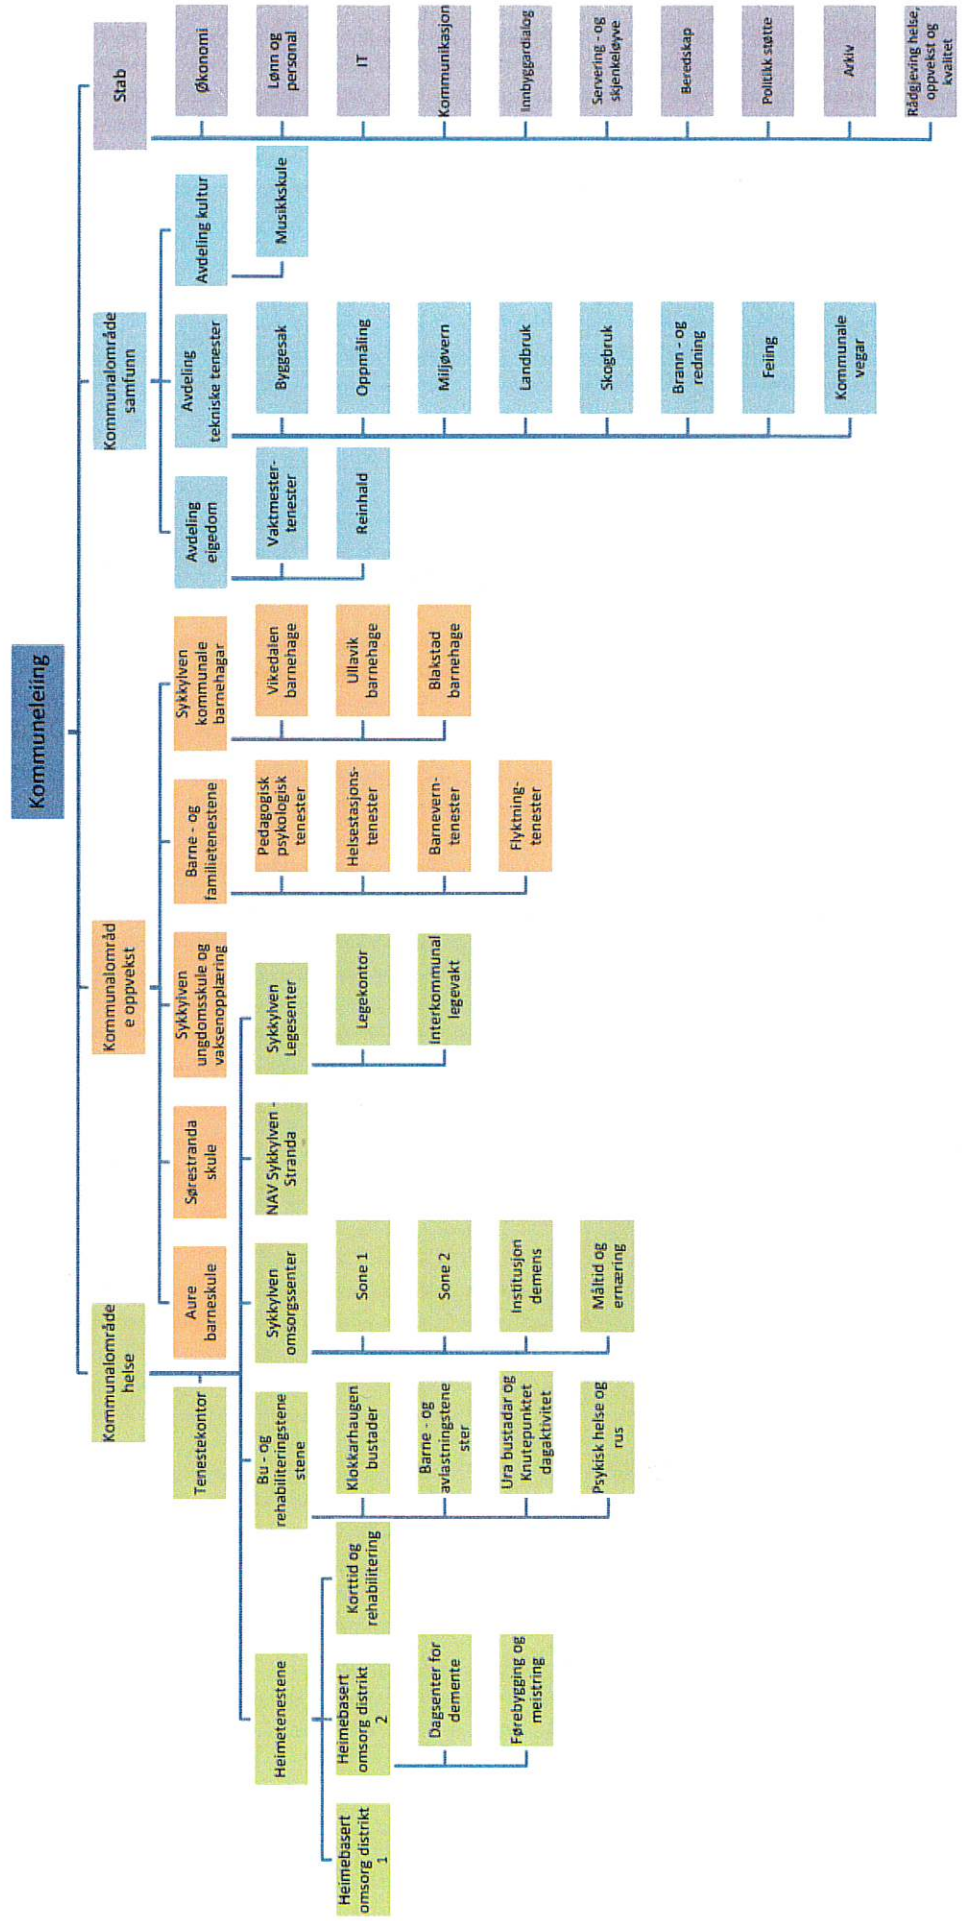 Kommuneleiing
Kommunalområde
helse
Kommunalområd
e oppvekst
Kommunalområde
samfunn
Stab
Tenestekontor
Aure
barneskule
Sørestranda
skule
Sykkylven
ungdomsskule og
vaksenopplæring
Barne - og
familietenestene
Sykkylven
kommunale
barnehagar
Avdeling
eigedom
Avdeling
tekniske tenester
Avdeling kultur
Økonomi
Heimetenestene
Bu - og
rehabiliteringstene
stene
Sykkylven
omsorgssenter
NAV Sykkylven -
Stranda
Sykkylven
Legesenter
Pedagogisk
psykologisk
tenester
Vikedalen
barnehage
Vaktmester-
tenester
Byggesak
Musikkskule
Lønn og
personal
Heimebasert
omsorg distrikt
1
Heimebasert
omsorg distrikt
2
Korttid og
rehabilitering
Klokkarhaugen
bustader
Sone 1
Legekontor
Helsestasjons-
tenester
Ullavik
barnehage
Reinhald
Oppmåling
IT
Dagsenter for
demente
Barne - og
avlastningstene
ster
Sone 2
Interkommunal
legevakt
Barnevern-
tenester
Blakstad
barnehage
Miljøvern
Kommunikasjon
Førebygging og
meistring
Ura bustadar og
Knutepunktet
dagaktivitet
Institusjon
demens
Flyktning-
tenester
Landbruk
Innbyggardialog
Psykisk helse og
rus
Måltid og
ernæring
Skogbruk
Servering - og
skjenkeløyve
Brann - og
redning
Beredskap
Feiing
Politikk støtte
Kommunale
vegar
Arkiv
Rådgjeving helse,
oppvekst og
kvalitet